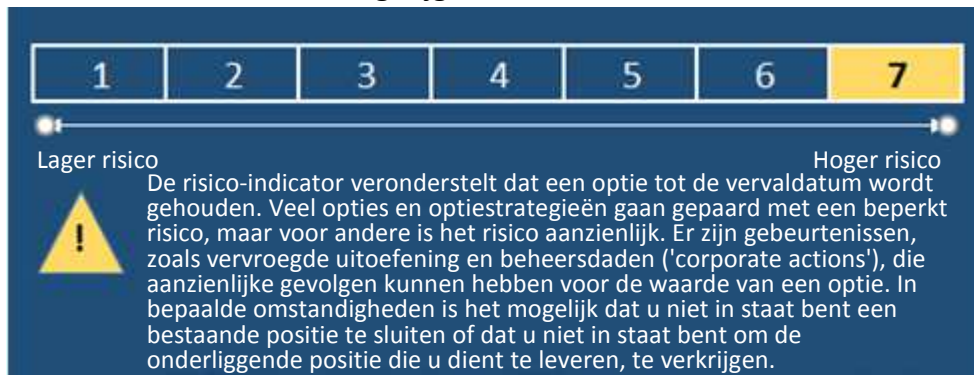 1 2 3 4 5 6 7
Lager risico Hoger risico
De risico-indicator veronderstelt dat een optie tot de vervaldatum wordt
gehouden. Veel opties en optiestrategieën gaan gepaard met een beperkt
risico, maar voor andere is het risico aanzienlijk. Er zijn gebeurtenissen,
zoals vervroegde uitoefening en beheersdaden ('corporate actions'), die
aanzienlijke gevolgen kunnen hebben voor de waarde van een optie. In
bepaalde omstandigheden is het mogelijk dat u niet in staat bent een
bestaande positie te sluiten of dat u niet in staat bent om de
onderliggende positie die u dient te leveren, te verkrijgen.